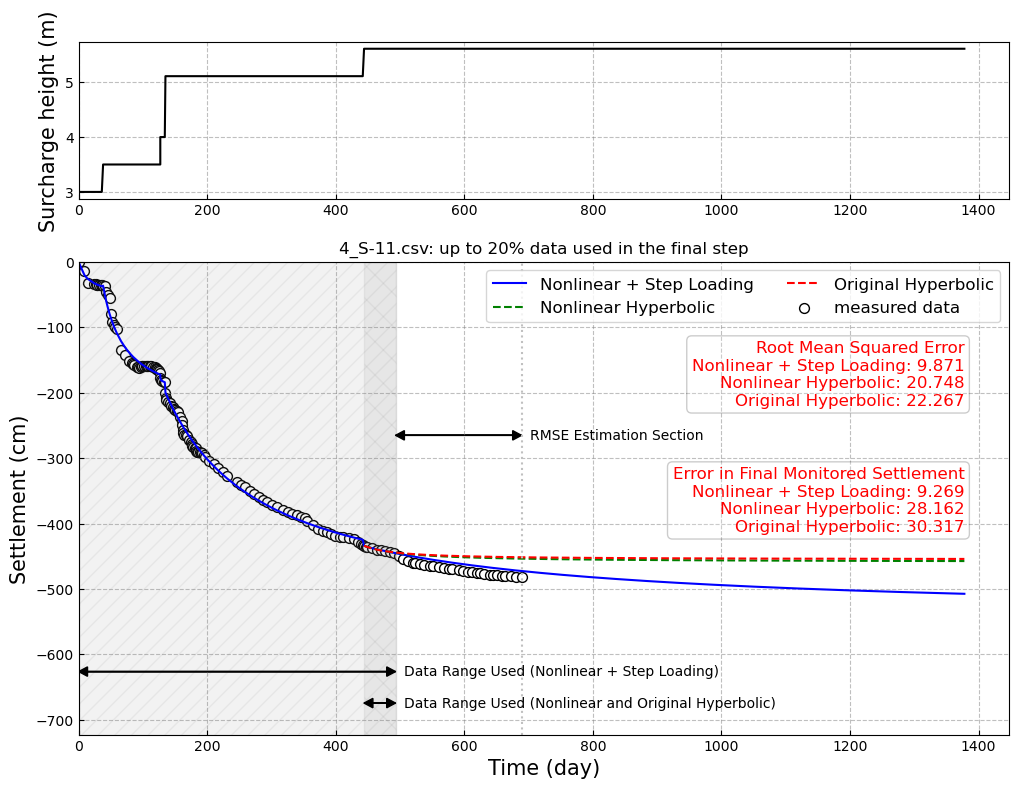 Surcharge height (m)
5
4
3
0 200 400 600 800 1000 1200 1400
4_S-11.csv: up to 20% data used in the final step
Settlement (cm)
0
−100
−200
−300
−400
−500
−600
−700
Nonlinear + Step Loading
Nonlinear Hyperbolic
Original Hyperbolic
measured data
Root Mean Squared Error
Nonlinear + Step Loading: 9.871
Nonlinear Hyperbolic: 20.748
Original Hyperbolic: 22.267
RMSE Estimation Section
Error in Final Monitored Settlement
Nonlinear + Step Loading: 9.269
Nonlinear Hyperbolic: 28.162
Original Hyperbolic: 30.317
Data Range Used (Nonlinear + Step Loading)
Data Range Used (Nonlinear and Original Hyperbolic)
0 200 400 600 800 1000 1200 1400
Time (day)